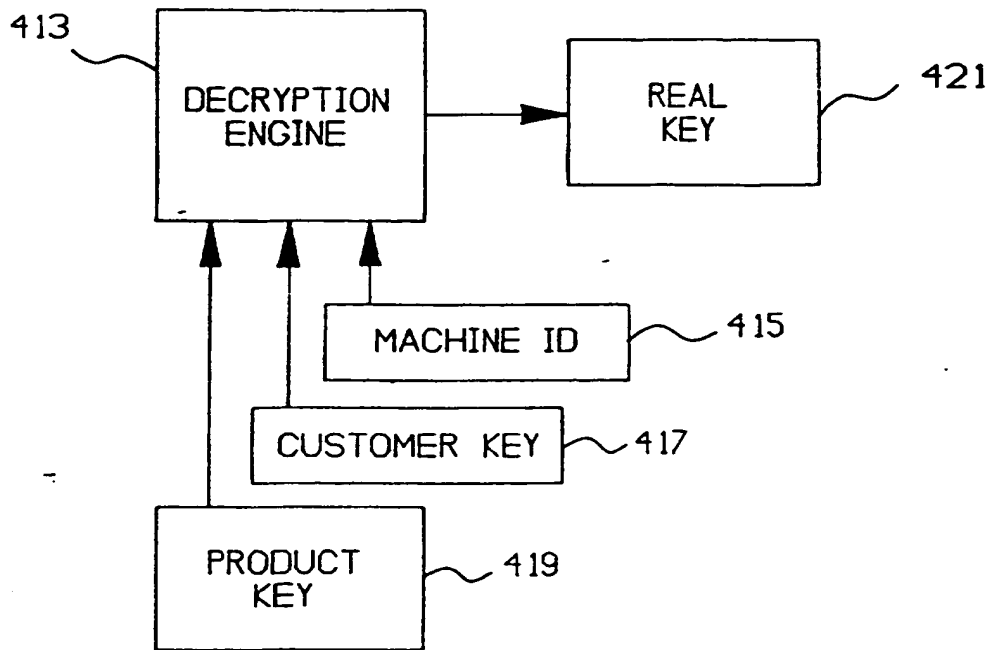 413
DECRYPTION
ENGINE
REAL
KEY
421
MACHINE ID
415
CUSTOMER KEY
417
PRODUCT
KEY
419